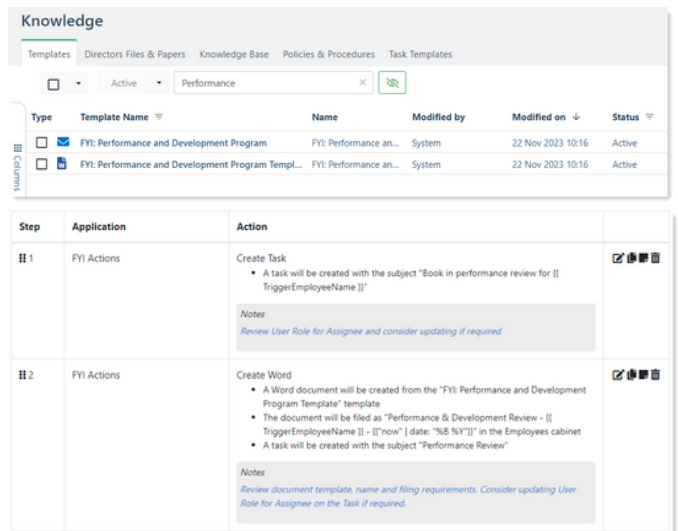 Knowledge
Templates Directors Files & Papers Knowledge Base Policies & Procedures Task Templates
Active Performance
Type Template Name Name Modified by Modified on Status
FYI: Performance and Development Program FYI: Performance an... System 22 Nov 2023 10:16 Active
FYI: Performance and Development Program Templ... FYI: Performance an... System 22 Nov 2023 10:16 Active
Columns
Step Application Action
1 FYI Actions Create Task
• A task will be created with the subject "Book in performance review for {{
TriggerEmployeeName }}"
Notes
Review User Role for Assignee and consider updating if required
2 FYI Actions Create Word
• A Word document will be created from the "FYI: Performance and Development
Program Template" template
• The document will be filed as "Performance & Development Review - {{
TriggerEmployeeName }} - {{"now" | date: "%B %Y"}}" in the Employees cabinet
• A task will be created with the subject "Performance Review"
Notes
Review document template, name and filing requirements. Consider updating User
Role for Assignee on the Task if required.